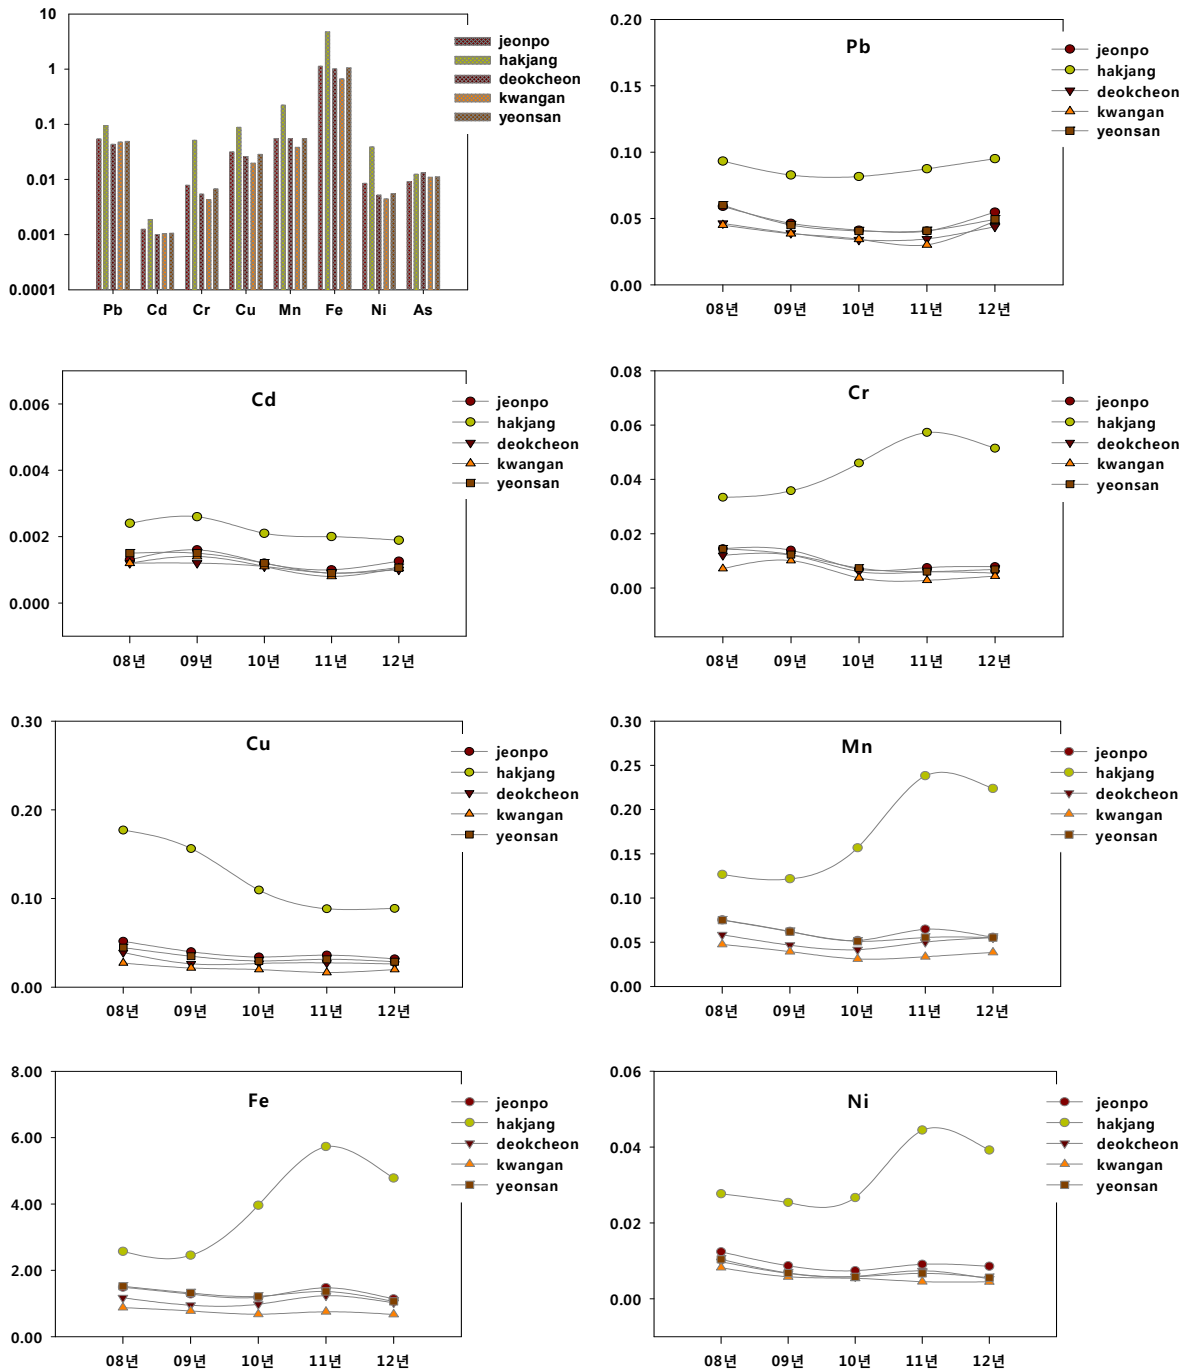 10
1
0.1
0.01
0.001
0.0001
Pb Cd Cr Cu Mn Fe Ni As
jeonpo
hakjang
deokcheon
kwangan
yeonsan
Pb
0.20
0.15
0.10
0.05
0.00
08년 09년 10년 11년 12년
jeonpo
hakjang
deokcheon
kwangan
yeonsan
Cd
0.006
0.004
0.002
0.000
08년 09년 10년 11년 12년
jeonpo
hakjang
deokcheon
kwangan
yeonsan
Cr
0.08
0.06
0.04
0.02
0.00
08년 09년 10년 11년 12년
jeonpo
hakjang
deokcheon
kwangan
yeonsan
Cu
0.30
0.20
0.10
0.00
08년 09년 10년 11년 12년
jeonpo
hakjang
deokcheon
kwangan
yeonsan
Mn
0.30
0.25
0.20
0.15
0.10
0.05
0.00
08년 09년 10년 11년 12년
jeonpo
hakjang
deokcheon
kwangan
yeonsan
Fe
8.00
6.00
4.00
2.00
0.00
08년 09년 10년 11년 12년
jeonpo
hakjang
deokcheon
kwangan
yeonsan
Ni
0.06
0.04
0.02
0.00
08년 09년 10년 11년 12년
jeonpo
hakjang
deokcheon
kwangan
yeonsan